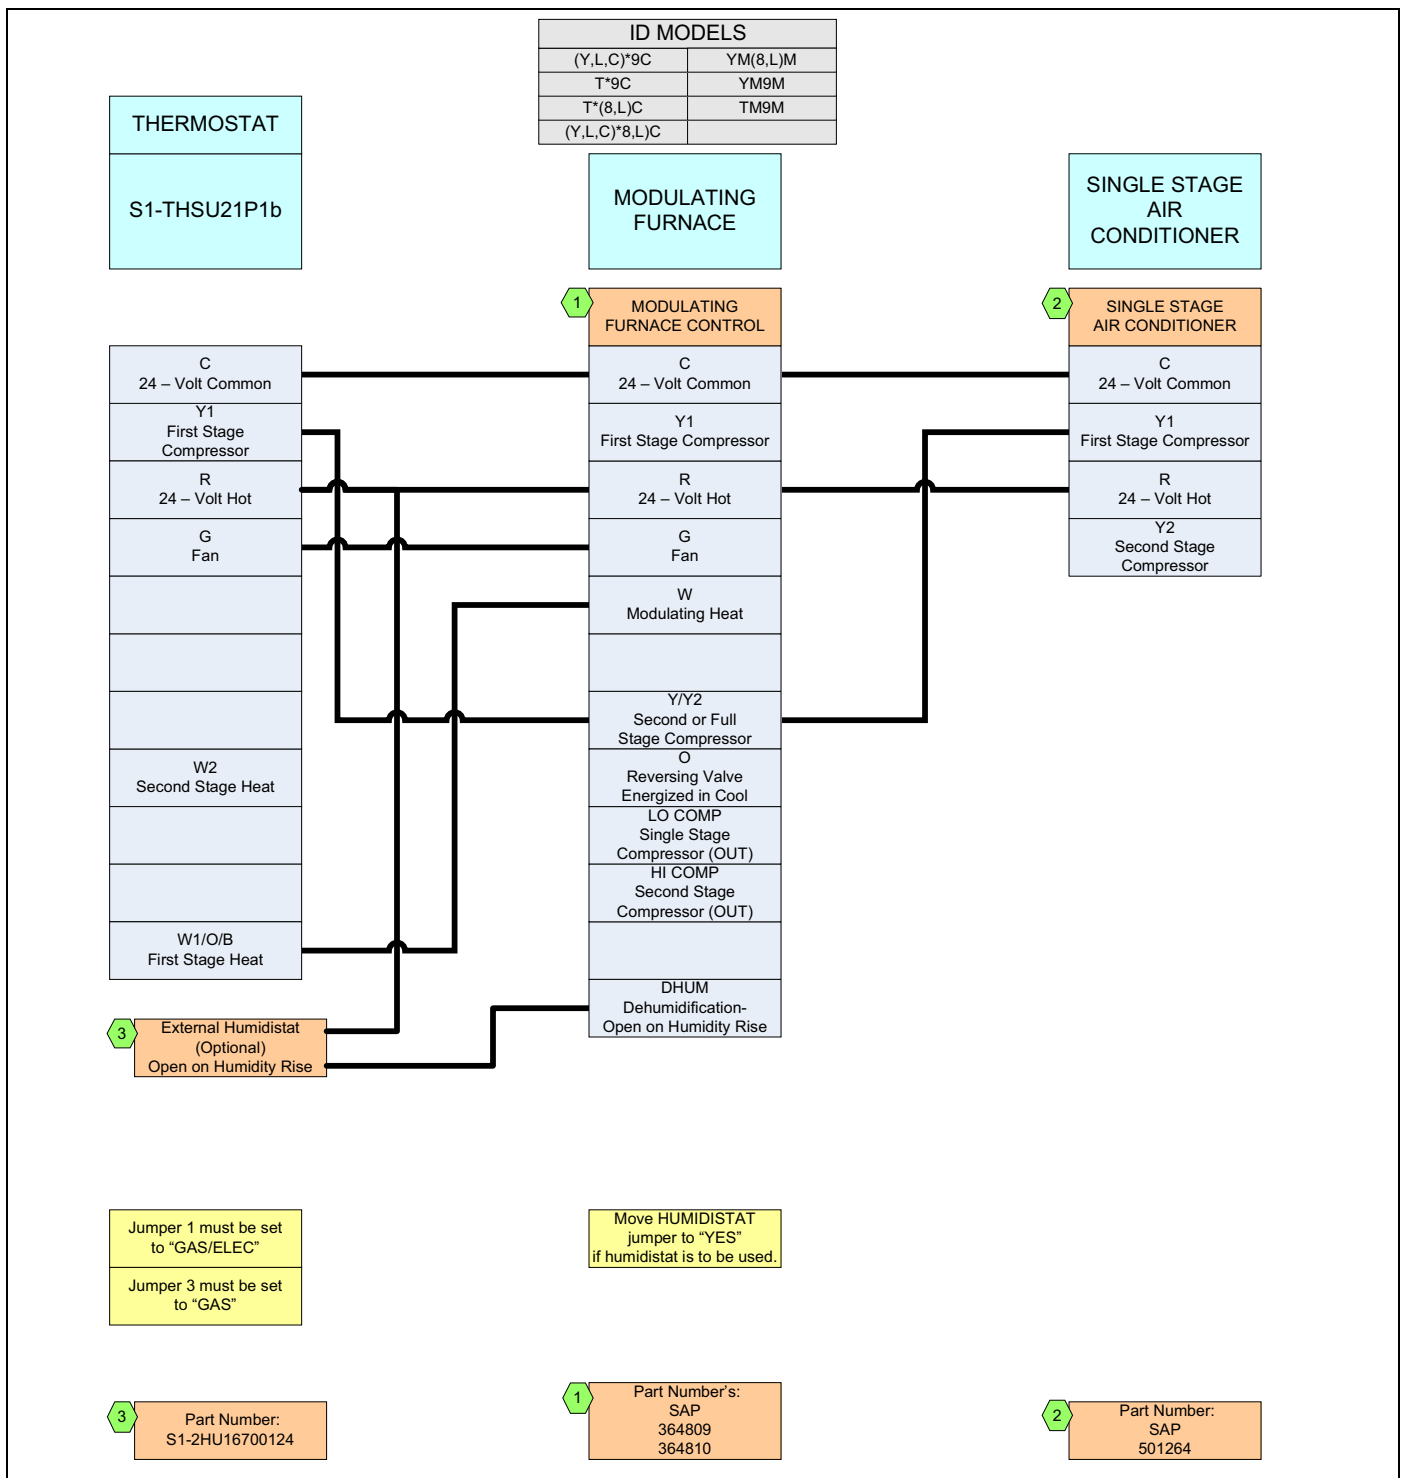 ID MODELS
(Y,L,C)*9C
YM(8,L)M
T*9C
YM9M
T*(8,L)C
TM9M
(Y,L,C)*8,L)C
THERMOSTAT
S1-THSU21P1b
MODULATING
FURNACE
SINGLE STAGE
AIR
CONDITIONER
1
MODULATING
FURNACE CONTROL
2
SINGLE STAGE
AIR CONDITIONER
C
24 – Volt Common
Y1
First Stage
Compressor
R
24 – Volt Hot
G
Fan
W2
Second Stage Heat
W1/O/B
First Stage Heat
3
External Humidistat
(Optional)
Open on Humidity Rise
C
24 – Volt Common
Y1
First Stage Compressor
R
24 – Volt Hot
G
Fan
W
Modulating Heat
Y/Y2
Second or Full
Stage Compressor
O
Reversing Valve
Energized in Cool
LO COMP
Single Stage
Compressor (OUT)
HI COMP
Second Stage
Compressor (OUT)
DHUM
Dehumidification-
Open on Humidity Rise
C
24 – Volt Common
Y1
First Stage Compressor
R
24 – Volt Hot
Y2
Second Stage
Compressor
Jumper 1 must be set
to “GAS/ELEC”
Jumper 3 must be set
to “GAS”
Move HUMIDISTAT
jumper to “YES”
if humidistat is to be used.
3
Part Number:
S1-2HU16700124
1
Part Number’s:
SAP
364809
364810
2
Part Number:
SAP
501264